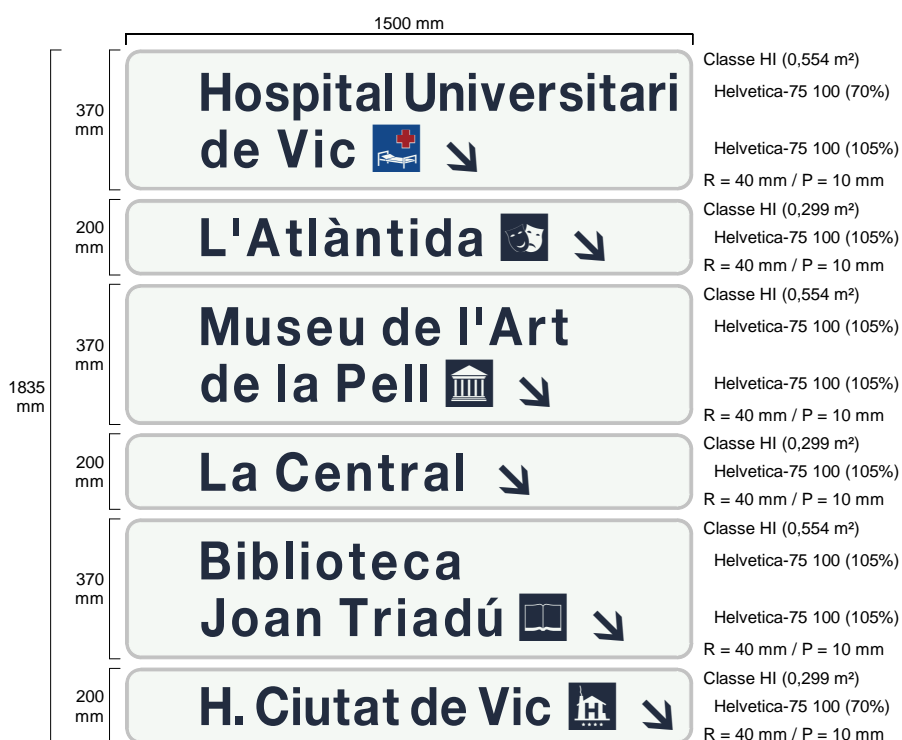 1500 mm
1835 mm
370 mm
Hospital Universitari
de Vic
Classe HI (0,554 m²)
Helvetica-75 100 (70%)
Helvetica-75 100 (105%)
R = 40 mm / P = 10 mm
200 mm
L'Atlàntida
Classe HI (0,299 m²)
Helvetica-75 100 (105%)
R = 40 mm / P = 10 mm
370 mm
Museu de l'Art
de la Pell
Classe HI (0,554 m²)
Helvetica-75 100 (105%)
Helvetica-75 100 (105%)
R = 40 mm / P = 10 mm
200 mm
La Central
Classe HI (0,299 m²)
Helvetica-75 100 (105%)
R = 40 mm / P = 10 mm
370 mm
Biblioteca
Joan Triadú
Classe HI (0,554 m²)
Helvetica-75 100 (105%)
Helvetica-75 100 (105%)
R = 40 mm / P = 10 mm
200 mm
H. Ciutat de Vic
H
Classe HI (0,299 m²)
Helvetica-75 100 (70%)
R = 40 mm / P = 10 mm